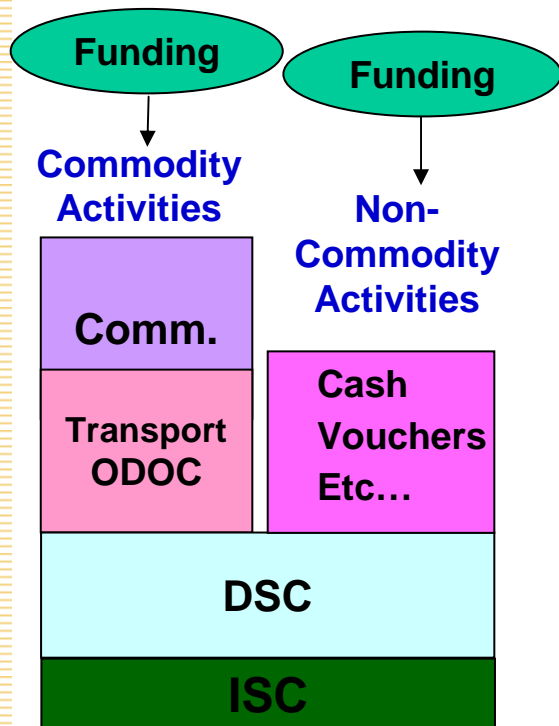 Funding
Commodity
Activities
Comm.
Transport
ODOC
Funding
Non-
Commodity
Activities
Cash
Vouchers
Etc…
DSC
ISC